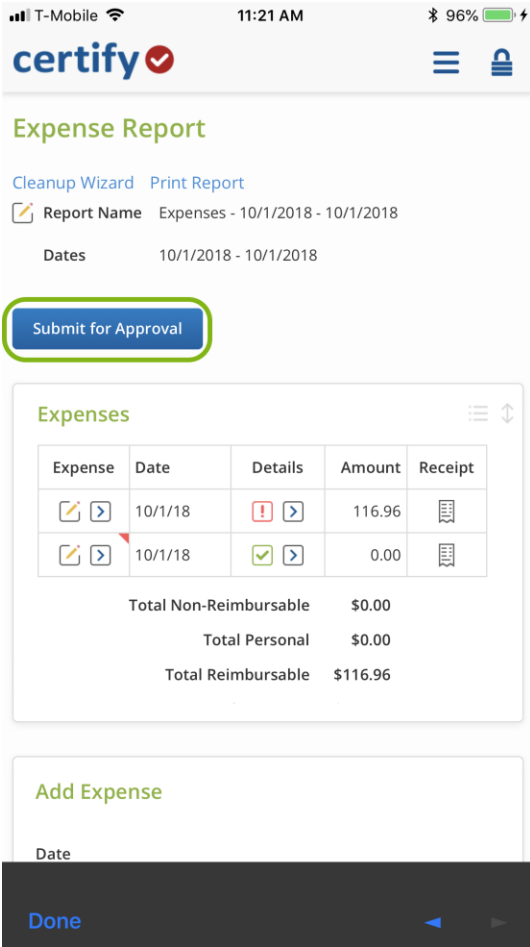 T-Mobile 11:21 AM 96%
certify
Expense Report
Cleanup Wizard Print Report
Report Name Expenses - 10/1/2018 - 10/1/2018
Dates 10/1/2018 - 10/1/2018
Submit for Approval
Expenses
Expense Date Details Amount Receipt
10/1/18 ! 116.96
10/1/18 0.00
Total Non-Reimbursable $0.00
Total Personal $0.00
Total Reimbursable $116.96
Add Expense
Date
Done